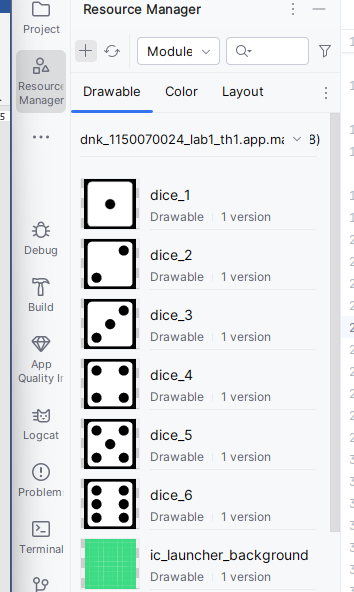 Resource Manager
Project
Module
Resource
Manager
Drawable
Color
Layout
dnk_1150070024_lab1_th1.app.ma
8)
dice_1
Drawable | 1 version
Debug
dice_2
Drawable | 1 version
Build
dice_3
Drawable | 1 version
App
Quality In
dice_4
Drawable | 1 version
Logcat
dice_5
Drawable | 1 version
Problem
dice_6
Drawable | 1 version
Terminal
ic_launcher_background
Drawable | 1 version